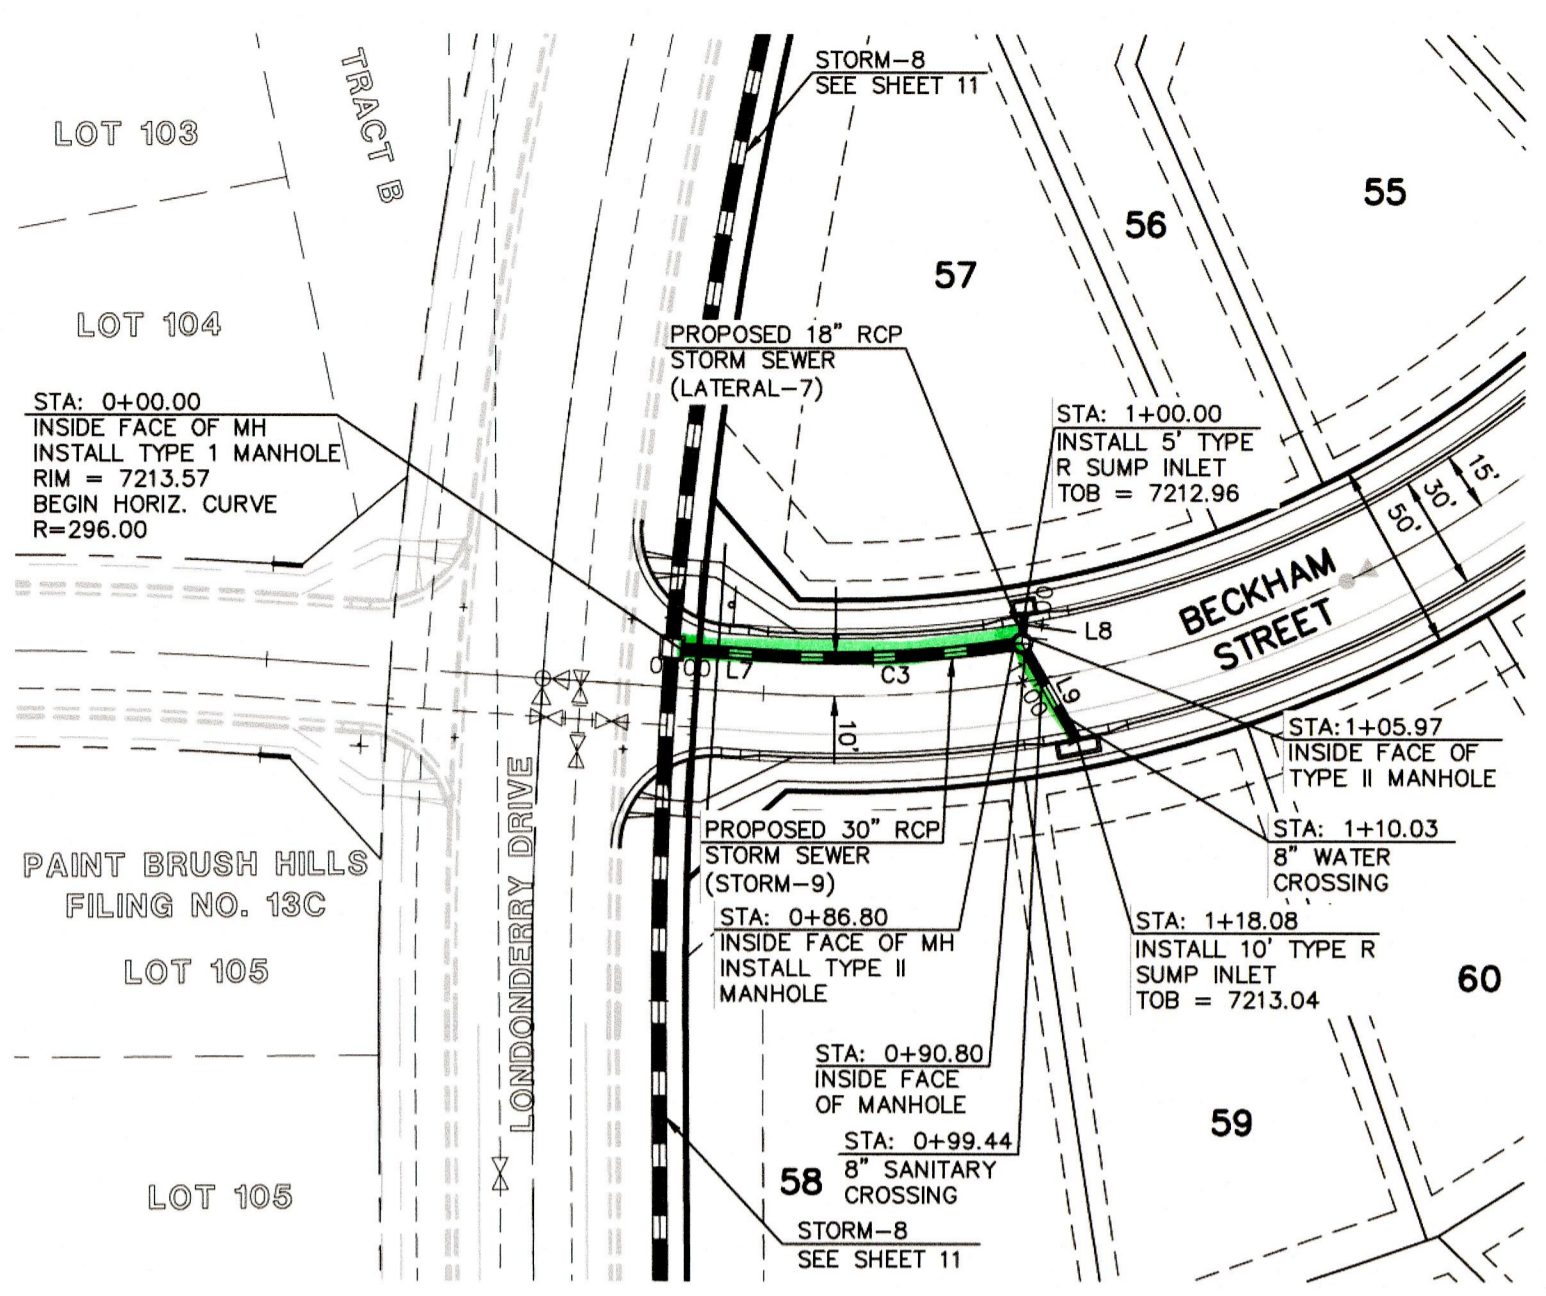 STORM-8
SEE SHEET 11
LOT 103
TRACT B
55
56
57
LOT 104
PROPOSED 18" RCP
STORM SEWER
(LATERAL-7)
STA: 0+00.00
INSIDE FACE OF MH
INSTALL TYPE 1 MANHOLE
RIM = 7213.57
BEGIN HORIZ. CURVE
R=296.00
STA: 1+00.00
INSTALL 5' TYPE
R SUMP INLET
TOB = 7212.96
15'
30'
50'
BECKHAM
STREET
L8
L7
C3
L9
10'
STA:1+05.97
INSIDE FACE OF
TYPE II MANHOLE
LONDONDERRY DRIVE
PROPOSED 30" RCP
STORM SEWER
(STORM-9)
STA: 1+10.03
8" WATER
CROSSING
PAINT BRUSH HILLS
FILING NO. 13C
LOT 105
STA: 0+86.80
INSIDE FACE OF MH
INSTALL TYPE II
MANHOLE
STA: 1+18.08
INSTALL 10' TYPE R
SUMP INLET
TOB = 7213.04
60
STA: 0+90.80
INSIDE FACE
OF MANHOLE
59
STA: 0+99.44
8" SANITARY
CROSSING
58
LOT 105
STORM-8
SEE SHEET 11